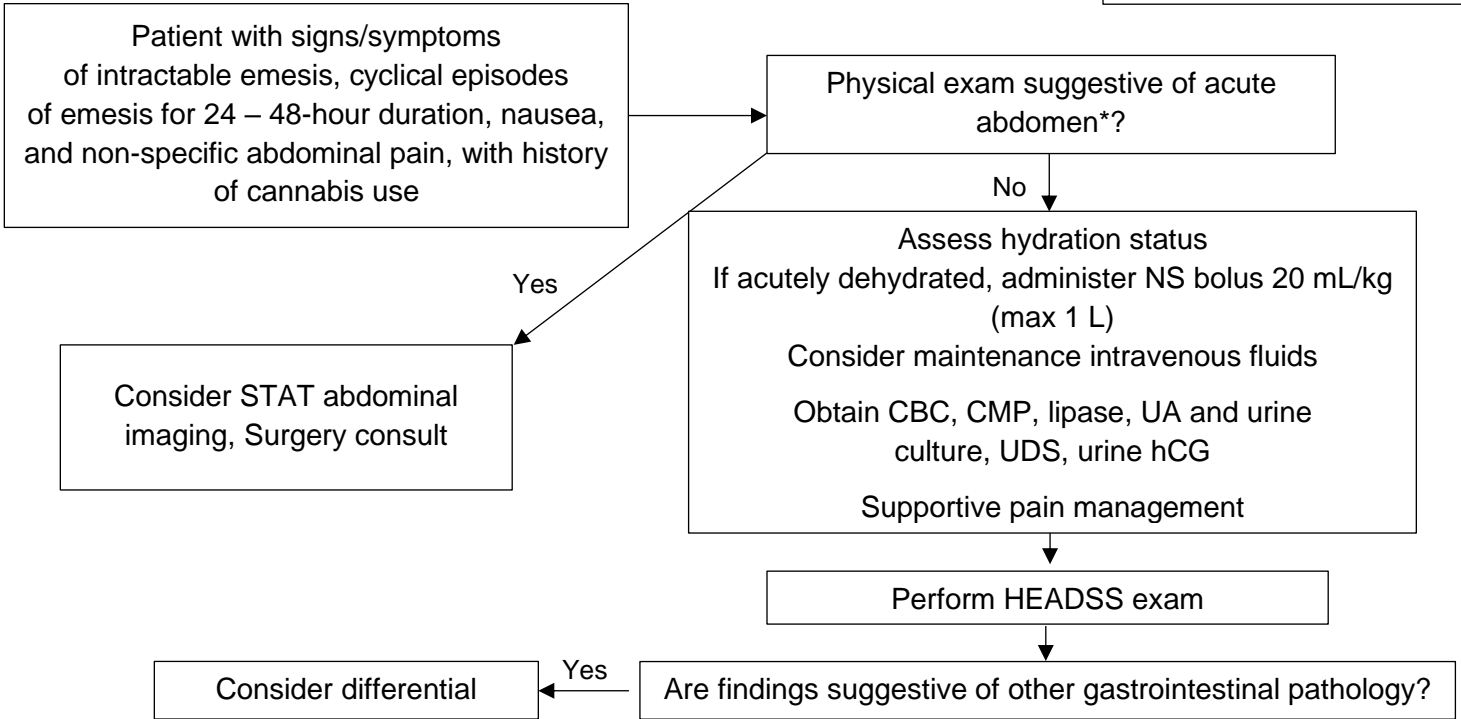 Patient with signs/symptoms
of intractable emesis, cyclical episodes
of emesis for 24 – 48-hour duration, nausea,
and non-specific abdominal pain, with history
of cannabis use
Physical exam suggestive of acute
abdomen*?
No
Yes
Assess hydration status
If acutely dehydrated, administer NS bolus 20 mL/kg
(max 1 L)
Consider maintenance intravenous fluids
Obtain CBC, CMP, lipase, UA and urine
culture, UDS, urine hCG
Supportive pain management
Consider STAT abdominal
imaging, Surgery consult
Perform HEADSS exam
Are findings suggestive of other gastrointestinal pathology?
Yes
Consider differential